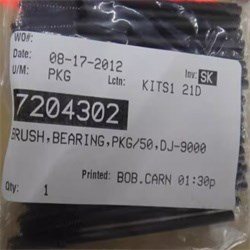 WO#:
Date: 08-17-2012 Inv: SK
U/M: PKG Lctn: KITS1 21D
7204302
BRUSH,BEARING,PKG/50,DJ-9000
Qty: 1 Printed: BOB.CARN 01:30p